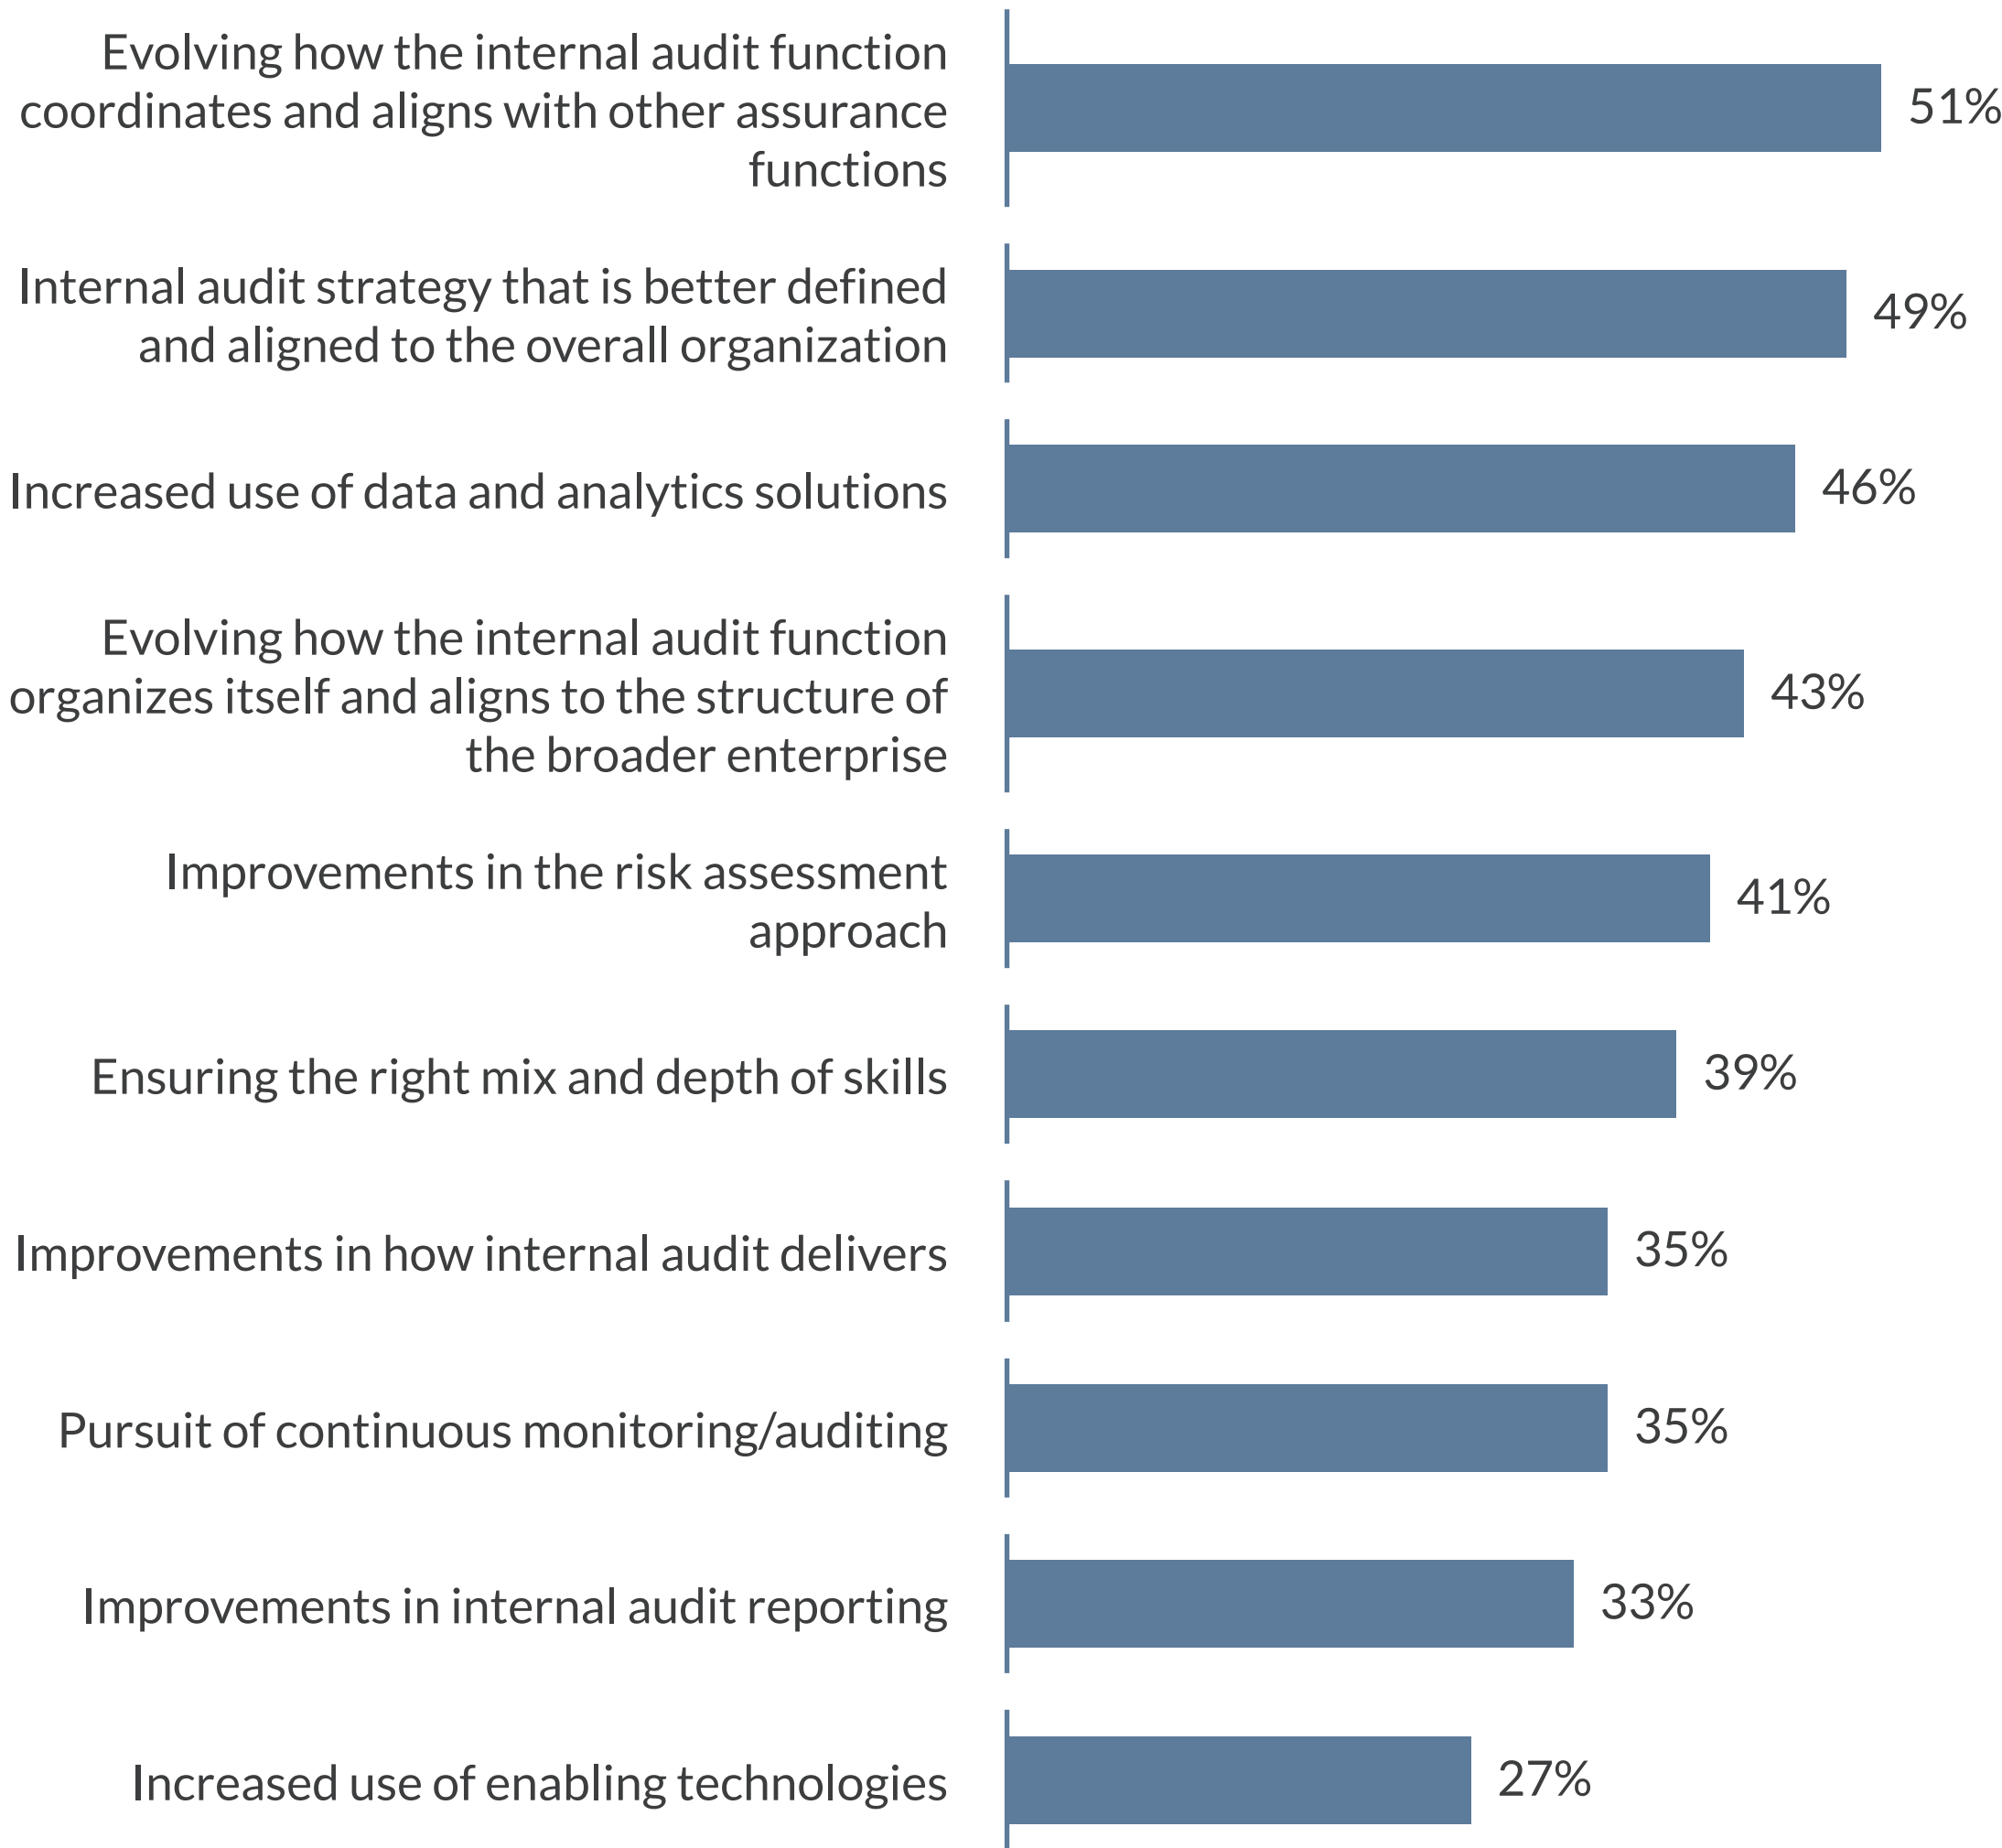 Evolving how the internal audit function
coordinates and aligns with other assurance
functions
51%
Internal audit strategy that is better defined
and aligned to the overall organization
49%
Increased use of data and analytics solutions
46%
Evolving how the internal audit function
organizes itself and aligns to the structure of
the broader enterprise
43%
Improvements in the risk assessment
approach
41%
Ensuring the right mix and depth of skills
39%
Improvements in how internal audit delivers
35%
Pursuit of continuous monitoring/auditing
35%
Improvements in internal audit reporting
33%
Increased use of enabling technologies
27%